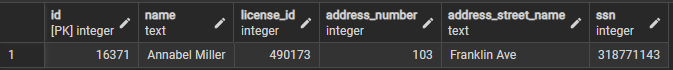 id name license_id address_number address_street_name ssn
[PK] integer text integer integer text integer
1 16371 Annabel Miller 490173 103 Franklin Ave 318771143